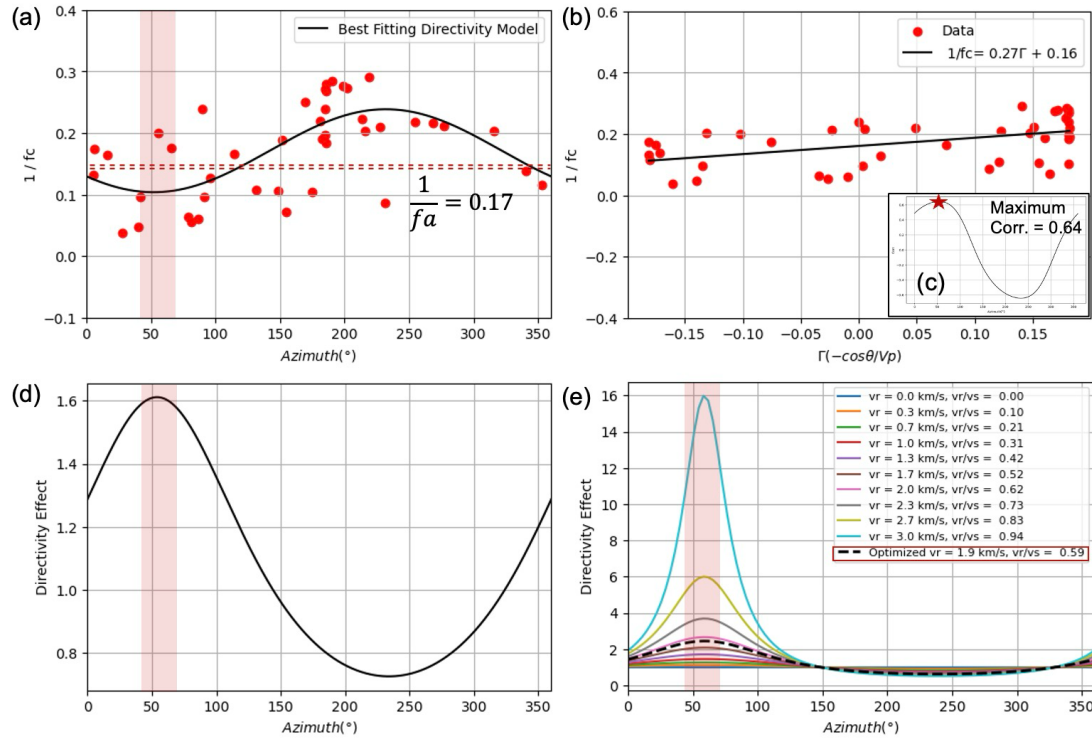 (a)
0.4
0.3
0.2
0.1
0.0
−0.1
1 / fc
Best Fitting Directivity Model
1
fa
= 0.17
0 50 100 150 200 250 300 350
Azimuth(°)
(b)
0.6
0.4
0.2
0.0
−0.2
−0.4
1 / fc
Data
1/fc= 0.27Γ + 0.16
−0.15 −0.10 −0.05 0.00 0.05 0.10 0.15
Γ(−cosθ/Vp)
Maximum
Corr. = 0.64
(c)
(d)
1.6
1.4
1.2
1.0
0.8
Directivity Effect
0 50 100 150 200 250 300 350
Azimuth(°)
(e)
16
14
12
10
8
6
4
2
0
Directivity Effect
vr = 0.0 km/s, vr/vs = 0.00
vr = 0.3 km/s, vr/vs = 0.10
vr = 0.7 km/s, vr/vs = 0.21
vr = 1.0 km/s, vr/vs = 0.31
vr = 1.3 km/s, vr/vs = 0.42
vr = 1.7 km/s, vr/vs = 0.52
vr = 2.0 km/s, vr/vs = 0.62
vr = 2.3 km/s, vr/vs = 0.73
vr = 2.7 km/s, vr/vs = 0.83
vr = 3.0 km/s, vr/vs = 0.94
Optimized vr = 1.9 km/s, vr/vs = 0.59
0 50 100 150 200 250 300 350
Azimuth(°)